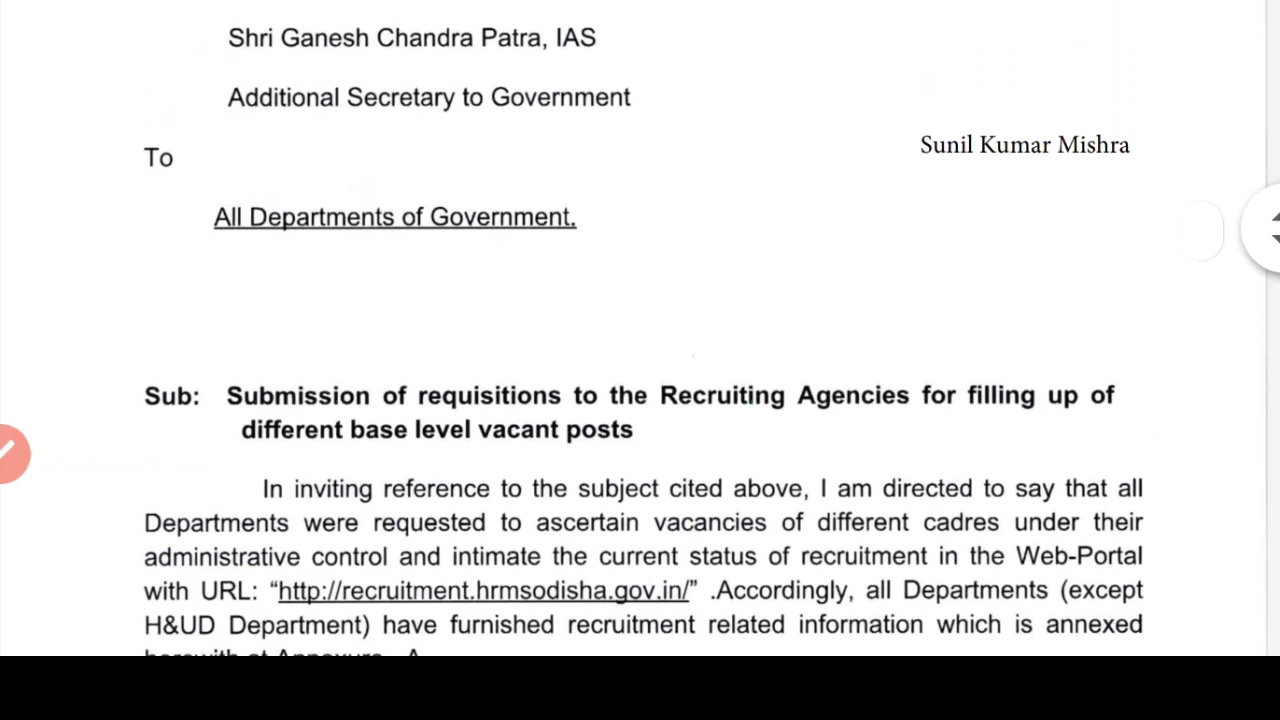 Shri Ganesh Chandra Patra, IAS
Additional Secretary to Government
To
Sunil Kumar Mishra
All Departments of Government.
Sub: Submission of requisitions to the Recruiting Agencies for filling up of
different base level vacant posts
In inviting reference to the subject cited above, I am directed to say that all
Departments were requested to ascertain vacancies of different cadres under their
administrative control and intimate the current status of recruitment in the Web-Portal
with URL: “http://recruitment.hrmsodisha.gov.in/” .Accordingly, all Departments (except
H&UD Department) have furnished recruitment related information which is annexed
herewith at Annexure - A